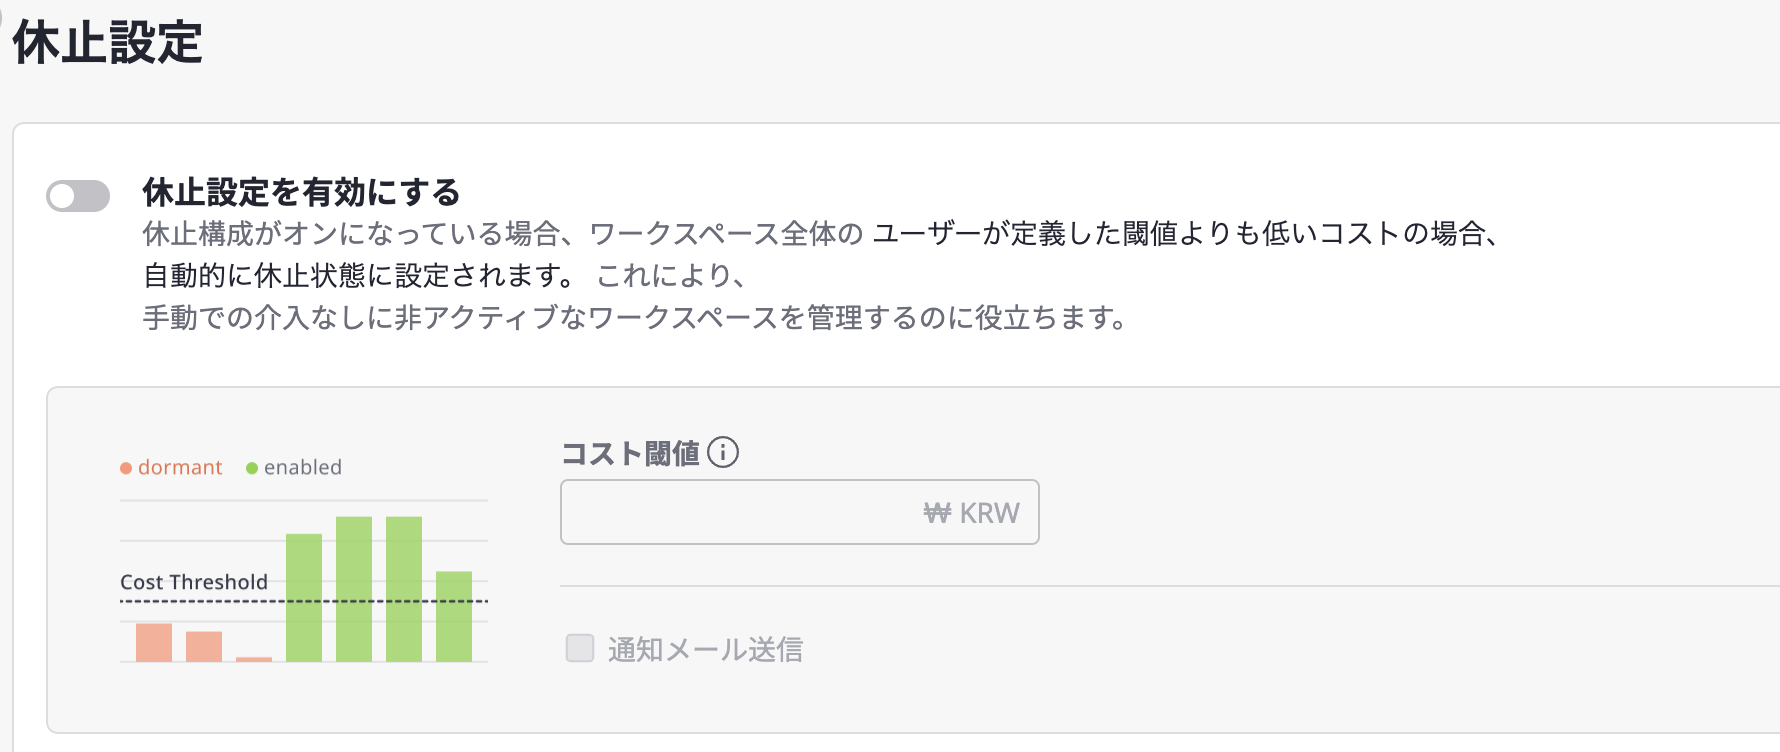 休止設定
休止設定を有効にする
休止構成がオンになっている場合、ワークスペース全体の ユーザーが定義した閾値よりも低いコストの場合、
自動的に休止状態に設定されます。 これにより、
手動での介入なしに非アクティブなワークスペースを管理するのに役立ちます。
dormant enabled
Cost Threshold
コスト閾値
₩ KRW
通知メール送信